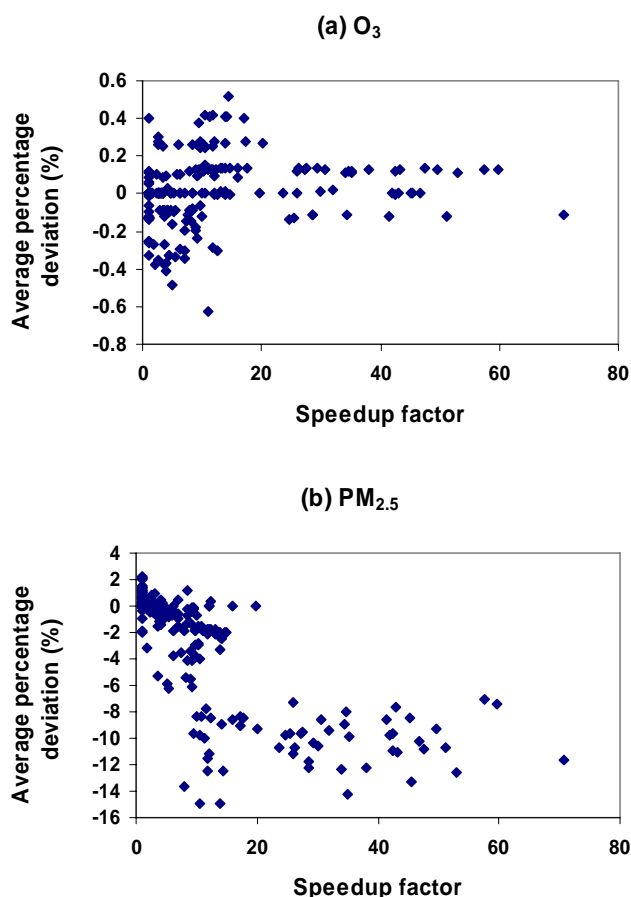 (a) O3
Average percentage
deviation (%)
0.6
0.4
0.2
0
-0.2
-0.4
-0.6
-0.8
0 20 40 60 80
Speedup factor
(b) PM2.5
Average percentage
deviation (%)
4
2
0
-2
-4
-6
-8
-10
-12
-14
-16
0 20 40 60 80
Speedup factor